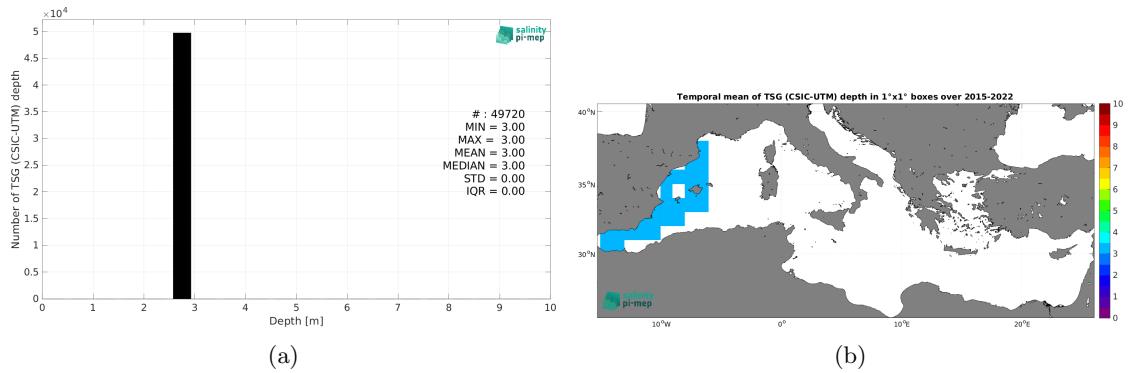 ×10⁴
5
4.5
4
3.5
3
2.5
2
1.5
1
0.5
0
Number of TSG (CSIC-UTM) depth
salinity
pi-mep
# : 49720
MIN = 3.00
MAX = 3.00
MEAN = 3.00
MEDIAN = 3.00
STD = 0.00
IQR = 0.00
0 1 2 3 4 5 6 7 8 9 10
Depth [m]
(a)
Temporal mean of TSG (CSIC-UTM) depth in 1°x1° boxes over 2015-2022
40°N
35°N
30°N
salinity
pi-mep
10°W 0° 10°E 20°E
10
9
8
7
6
5
4
3
2
1
0
(b)